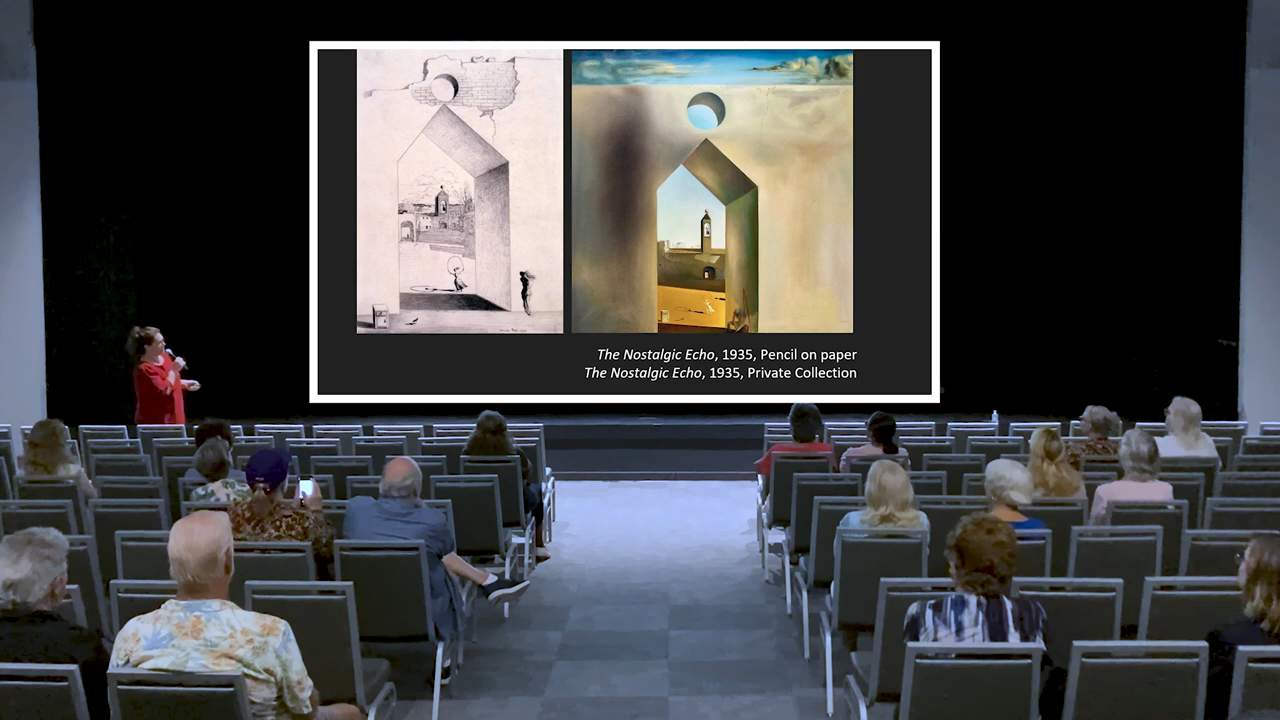 The Nostalgic Echo, 1935, Pencil on paper
The Nostalgic Echo, 1935, Private Collection